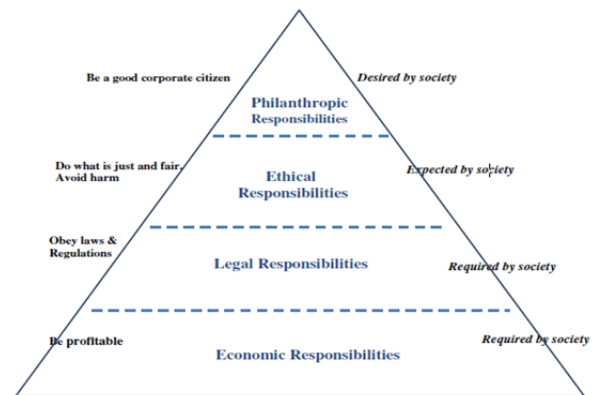 Be a good corporate citizen
Desired by society
Philanthropic
Responsibilities
Do what is just and fair,
Avoid harm
Expected by society
Ethical
Responsibilities
Obey laws &
Regulations
Legal Responsibilities
Required by society
Be profitable
Required by society
Economic Responsibilities